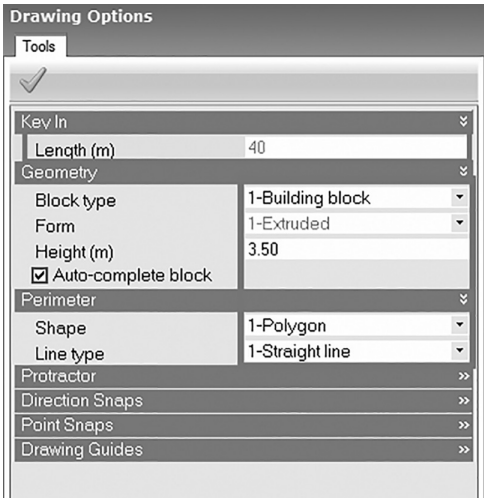 Drawing Options
Tools
Key In
Length (m) 40
Geometry
Block type 1-Building block
Form 1-Extruded
Height (m) 3.50
Auto-complete block
Perimeter
Shape 1-Polygon
Line type 1-Straight line
Protractor
Direction Snaps
Point Snaps
Drawing Guides